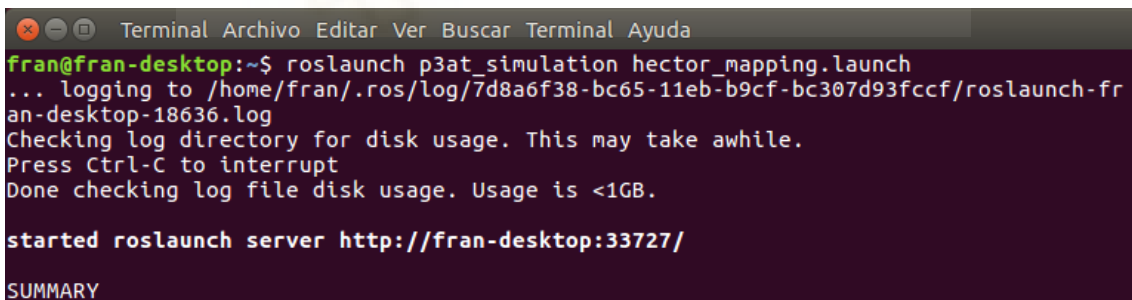 Terminal Archivo Editar Ver Buscar Terminal Ayuda
fran@fran-desktop:~$ roslaunch p3at_simulation hector_mapping.launch
... logging to /home/fran/.ros/log/7d8a6f38-bc65-11eb-b9cf-bc307d93fccf/roslaunch-fr
an-desktop-18636.log
Checking log directory for disk usage. This may take awhile.
Press Ctrl-C to interrupt
Done checking log file disk usage. Usage is <1GB.
started roslaunch server http://fran-desktop:33727/
SUMMARY